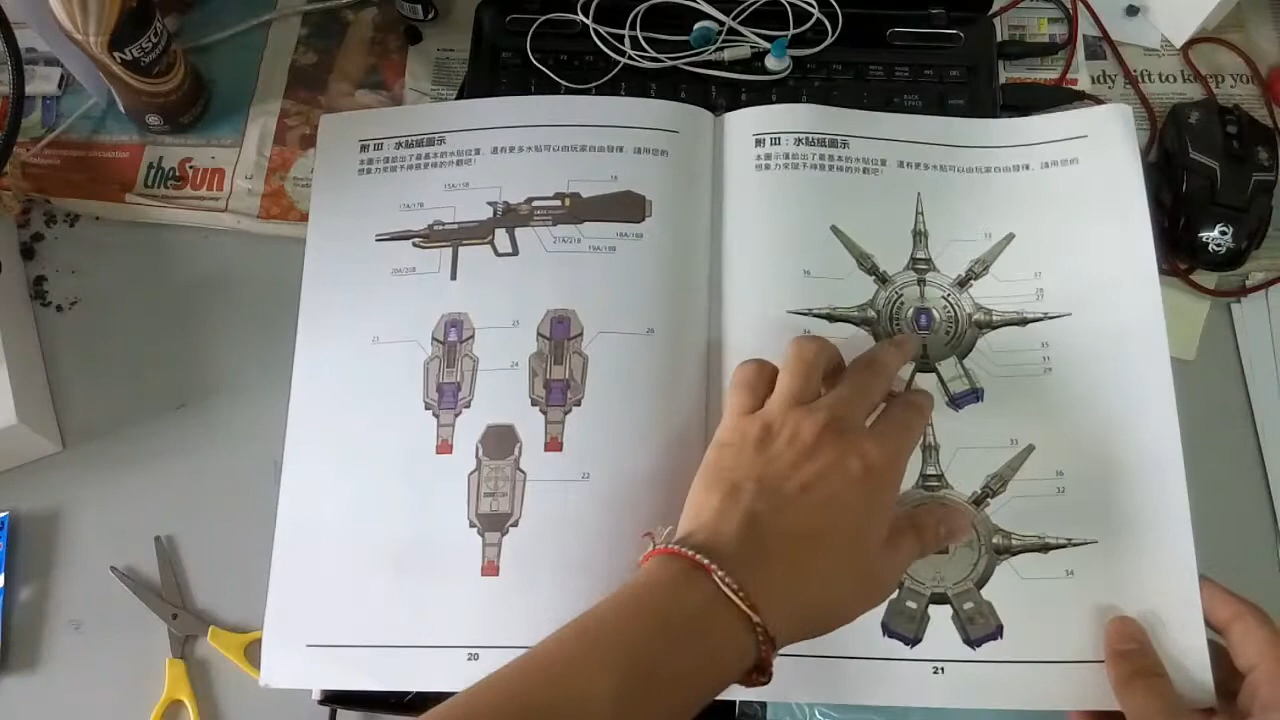 NESCAFÉ
theSun
dy gift to keep you
BACK
SPACE
附 III：水貼紙圖示
本圖示僅給出了最基本的水貼位置，還有更多水貼可以由玩家自由發揮，請用您的
想象力來賦予神意更棒的外觀吧！
15A/15B
16
17A/17B
18A/18B
21A/21B
19A/19B
20A/20B
23
25
26
24
22
20
附 III：水貼紙圖示
本圖示僅給出了最基本的水貼位置，還有更多水貼可以由玩家自由發揮，請用您的
想象力來賦予神意更棒的外觀吧！
33
36
37
28
27
34
35
31
29
33
36
32
34
21